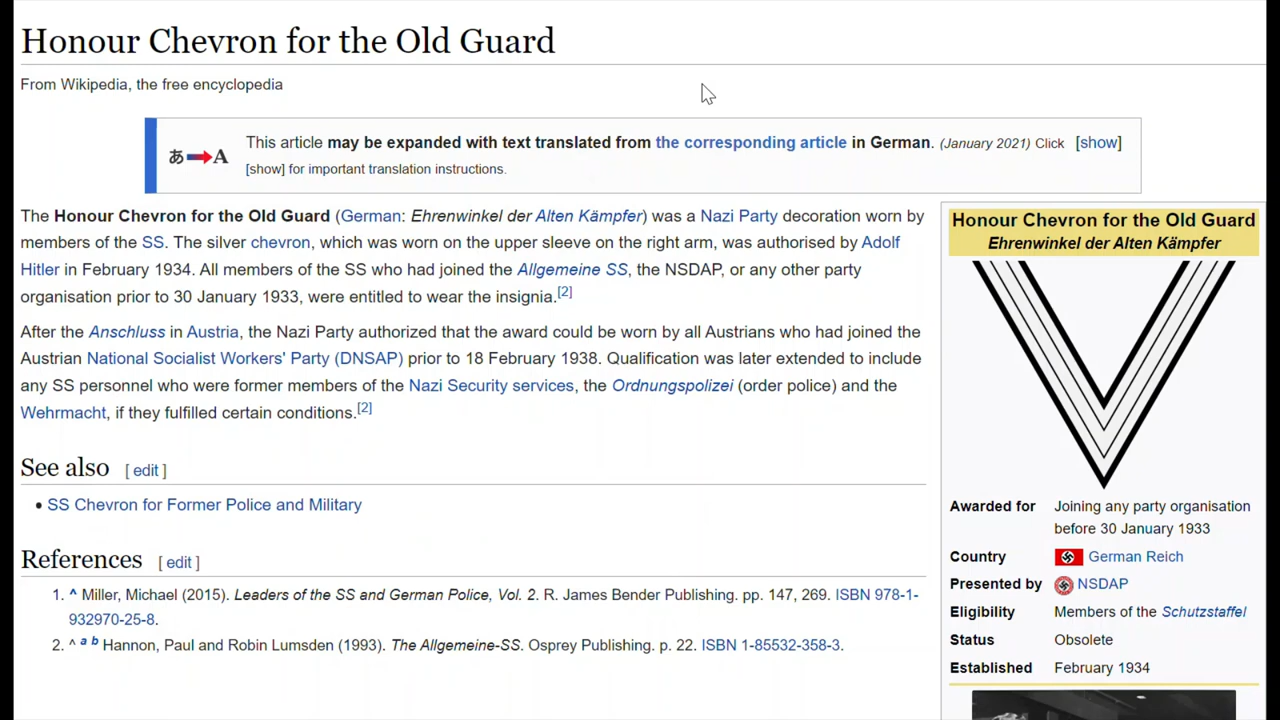 Honour Chevron for the Old Guard
From Wikipedia, the free encyclopedia
あ A
This article may be expanded with text translated from the corresponding article in German. (January 2021) Click [show]
[show] for important translation instructions.
The Honour Chevron for the Old Guard (German: Ehrenwinkel der Alten Kämpfer) was a Nazi Party decoration worn by
members of the SS. The silver chevron, which was worn on the upper sleeve on the right arm, was authorised by Adolf
Hitler in February 1934. All members of the SS who had joined the Allgemeine SS, the NSDAP, or any other party
organisation prior to 30 January 1933, were entitled to wear the insignia.[2]
After the Anschluss in Austria, the Nazi Party authorized that the award could be worn by all Austrians who had joined the
Austrian National Socialist Workers' Party (DNSAP) prior to 18 February 1938. Qualification was later extended to include
any SS personnel who were former members of the Nazi Security services, the Ordnungspolizei (order police) and the
Wehrmacht, if they fulfilled certain conditions.[2]
See also [ edit ]
• SS Chevron for Former Police and Military
References [ edit ]
1. ^ Miller, Michael (2015). Leaders of the SS and German Police, Vol. 2. R. James Bender Publishing. pp. 147, 269. ISBN 978-1-
932970-25-8.
2. ^ a b Hannon, Paul and Robin Lumsden (1993). The Allgemeine-SS. Osprey Publishing. p. 22. ISBN 1-85532-358-3.
Honour Chevron for the Old Guard
Ehrenwinkel der Alten Kämpfer
Awarded for Joining any party organisation
before 30 January 1933
Country German Reich
Presented by NSDAP
Eligibility Members of the Schutzstaffel
Status Obsolete
Established February 1934